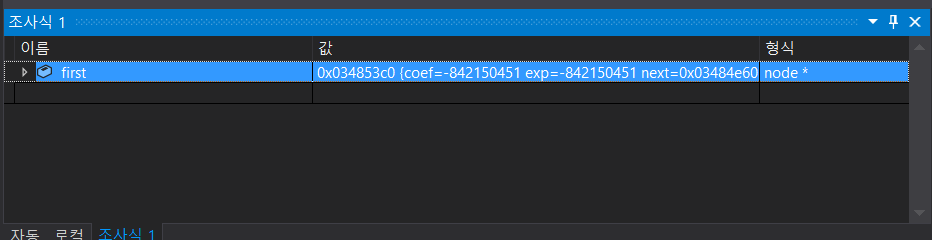 조사식 1
이름 값 형식
first 0x034853c0 {coef=-842150451 exp=-842150451 next=0x03484e60 node *
자동 로컬 조사식 1